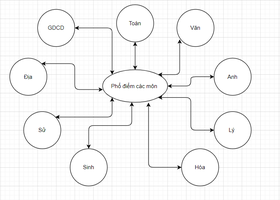 GDCD
Toán
Văn
Địa
Phổ điểm các môn
Anh
Sử
Lý
Sinh
Hóa